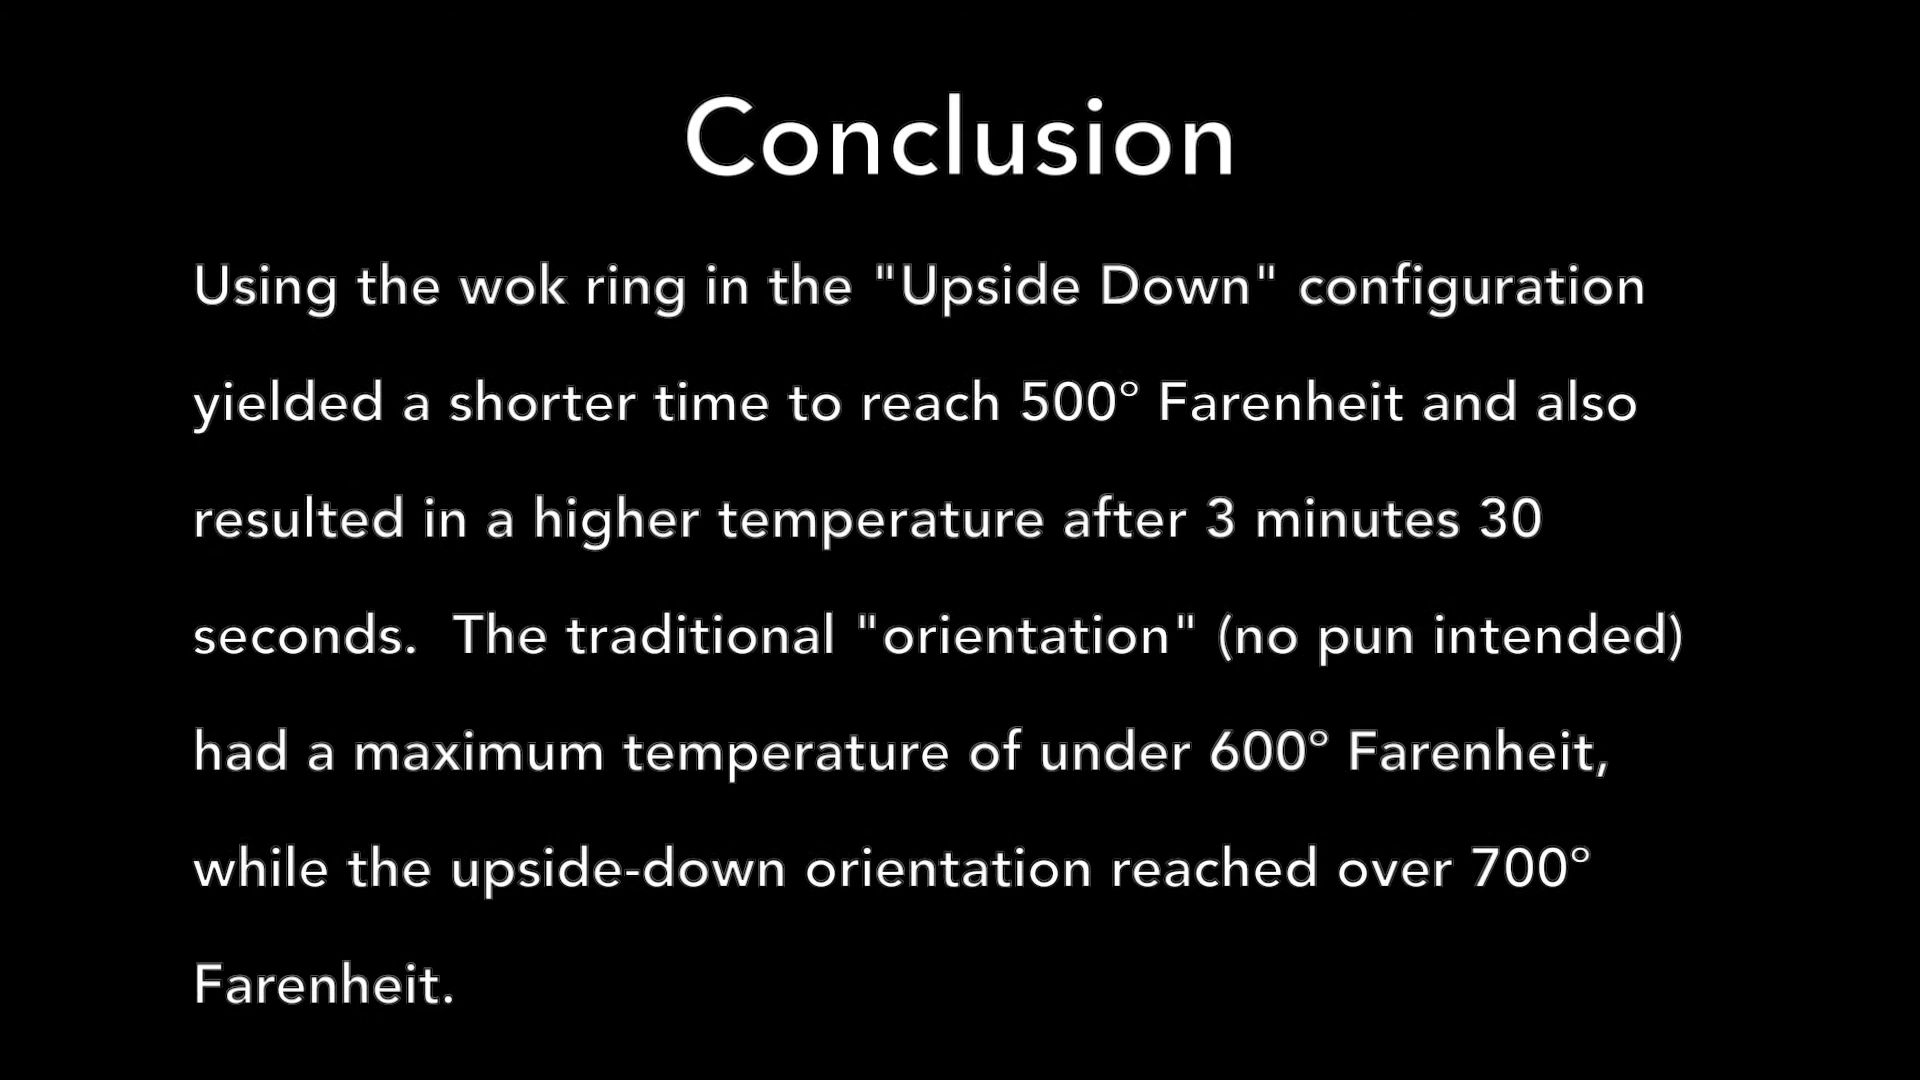 Conclusion
Using the wok ring in the "Upside Down" configuration
yielded a shorter time to reach 500° Farenheit and also
resulted in a higher temperature after 3 minutes 30
seconds.  The traditional "orientation" (no pun intended)
had a maximum temperature of under 600° Farenheit,
while the upside-down orientation reached over 700°
Farenheit.